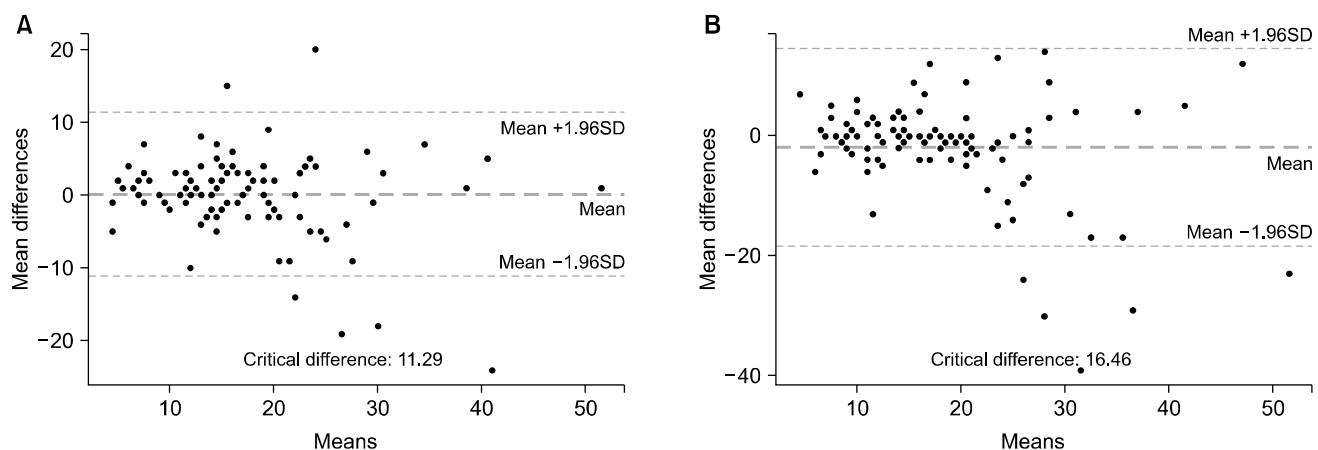 A
Mean differences
20
10
0
−10
−20
Mean +1.96SD
Mean
Mean −1.96SD
Critical difference: 11.29
10
20
30
40
50
Means
B
Mean differences
0
−20
−40
Mean +1.96SD
Mean
Mean −1.96SD
Critical difference: 16.46
10
20
30
40
50
Means